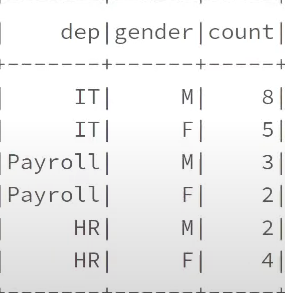 |    dep|gender|count|
+-------+------+-----+
|     IT|     M|    8|
|     IT|     F|    5|
|Payroll|     M|    3|
|Payroll|     F|    2|
|     HR|     M|    2|
|     HR|     F|    4|
+-------+------+-----+